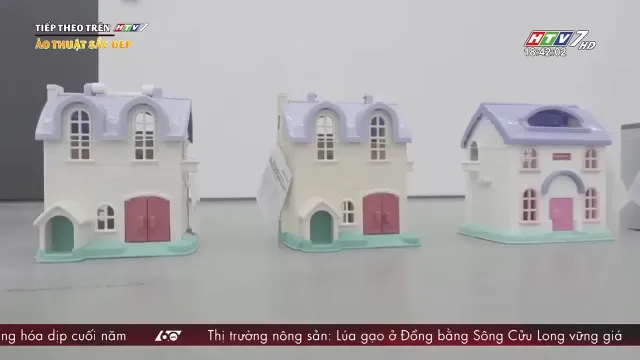 TIẾP THEO TRÊN HTV7
ẢO THUẬT SẮC ĐẸP
HTV7 HD
18:42:02
ng hóa dịp cuối năm
60
Thị trường nông sản: Lúa gạo ở Đồng bằng Sông Cửu Long vững giá